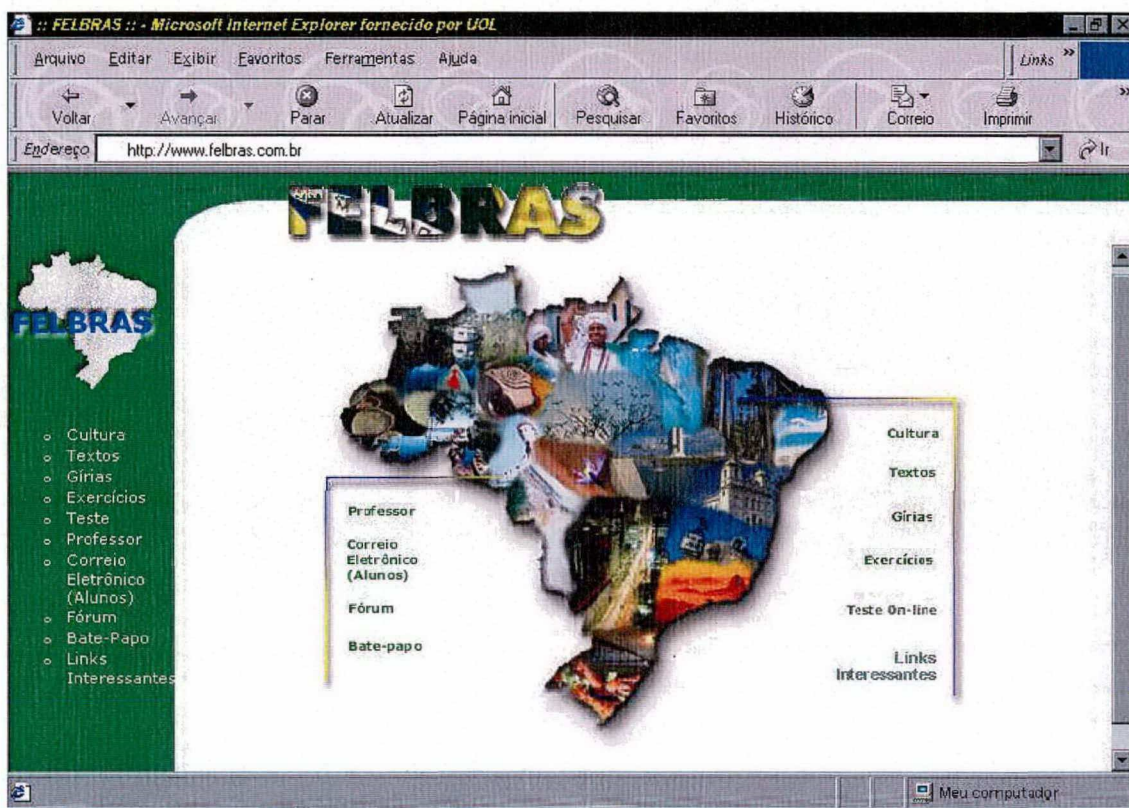 :: FELBRAS :: - Microsoft Internet Explorer fornecido por UOL
Arquivo Editar Exibir Favoritos Ferramentas Ajuda Links »
Voltar Avançar Parar Atualizar Página inicial Pesquisar Favoritos Histórico Correio Imprimir »
Endereço http://www.felbras.com.br Ir
FELBRAS
FELBRAS
Cultura
Textos
Gírias
Exercícios
Teste
Professor
Correio
Eletrônico
(Alunos)
Fórum
Bate-Papo
Links
Interessantes
Professor
Correio
Eletrônico
(Alunos)
Fórum
Bate-papo
Cultura
Textos
Gírias
Exercícios
Teste On-line
Links
Interessantes
Meu computador